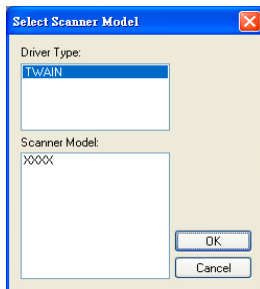 Select Scanner Model
Driver Type:
TWAIN
Scanner Model:
XXXX
OK
Cancel